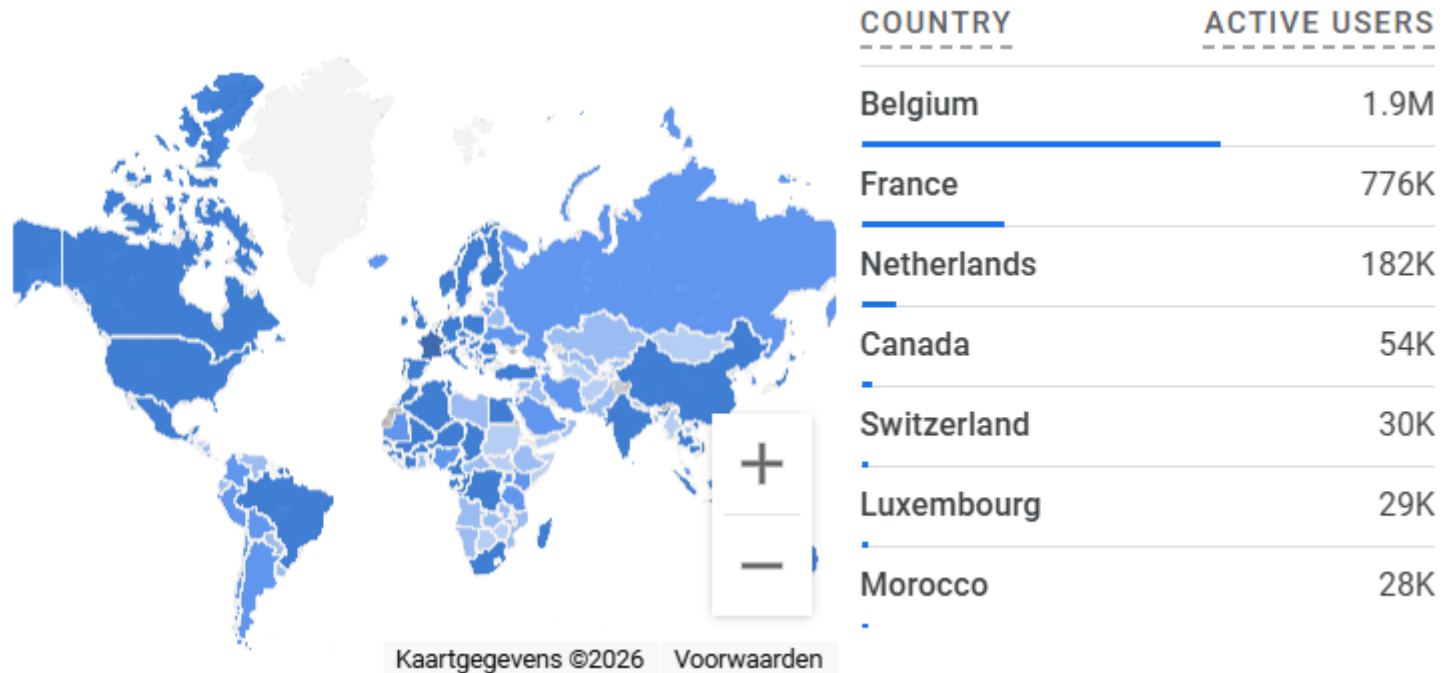 COUNTRY ACTIVE USERS
Belgium 1.9M
France 776K
Netherlands 182K
Canada 54K
Switzerland 30K
Luxembourg 29K
Morocco 28K
+
−
Kaartgegevens ©2026 Voorwaarden